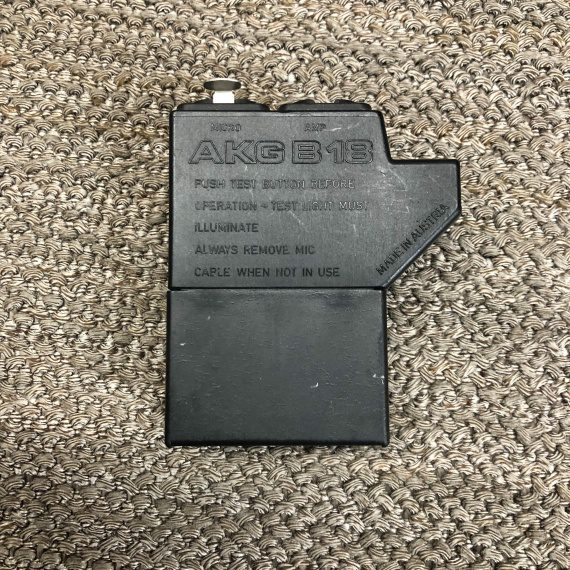 MICRO AMP
AKG B18
PUSH TEST BUTTON BEFORE
OPERATION - TEST LIGHT MUST
ILLUMINATE
ALWAYS REMOVE MIC
CABLE WHEN NOT IN USE
MADE IN AUSTRIA